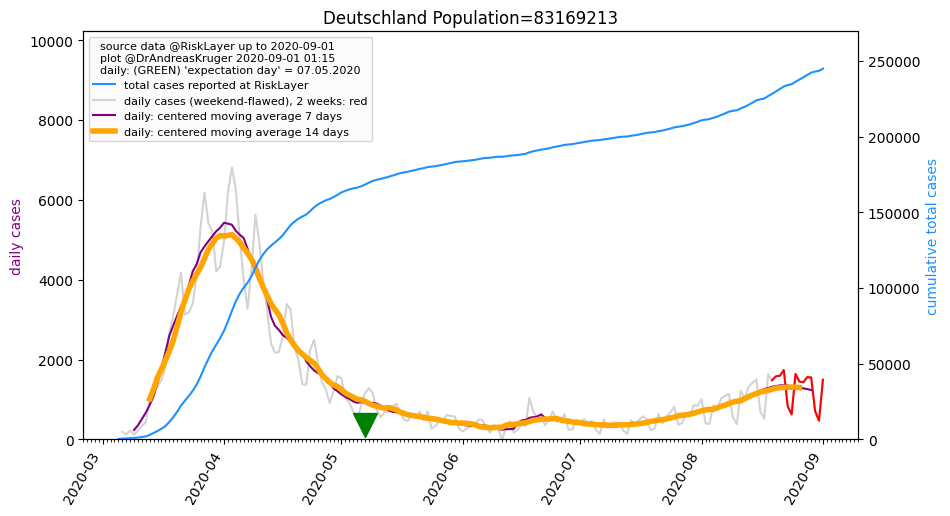 Deutschland Population=83169213
source data @RiskLayer up to 2020-09-01
plot @DrAndreasKruger 2020-09-01 01:15
daily: (GREEN) 'expectation day' = 07.05.2020
total cases reported at RiskLayer
daily cases (weekend-flawed), 2 weeks: red
daily: centered moving average 7 days
daily: centered moving average 14 days
daily cases
10000
8000
6000
4000
2000
0
250000
200000
150000
100000
50000
0
cumulative total cases
2020-03
2020-04
2020-05
2020-06
2020-07
2020-08
2020-09